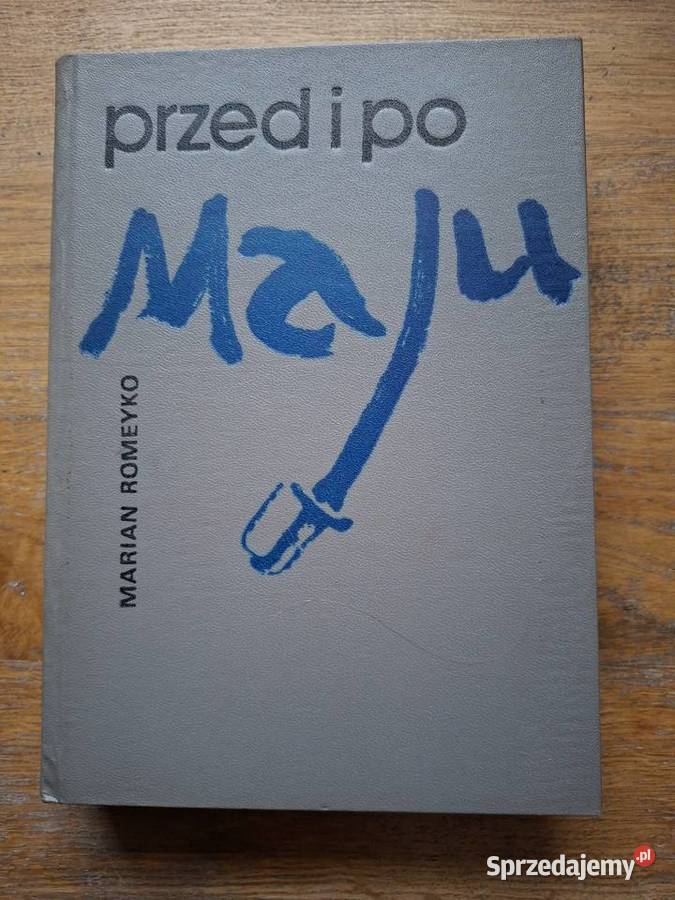 przed i po
Maju
MARIAN ROMEYKO
Sprzedajemy.pl